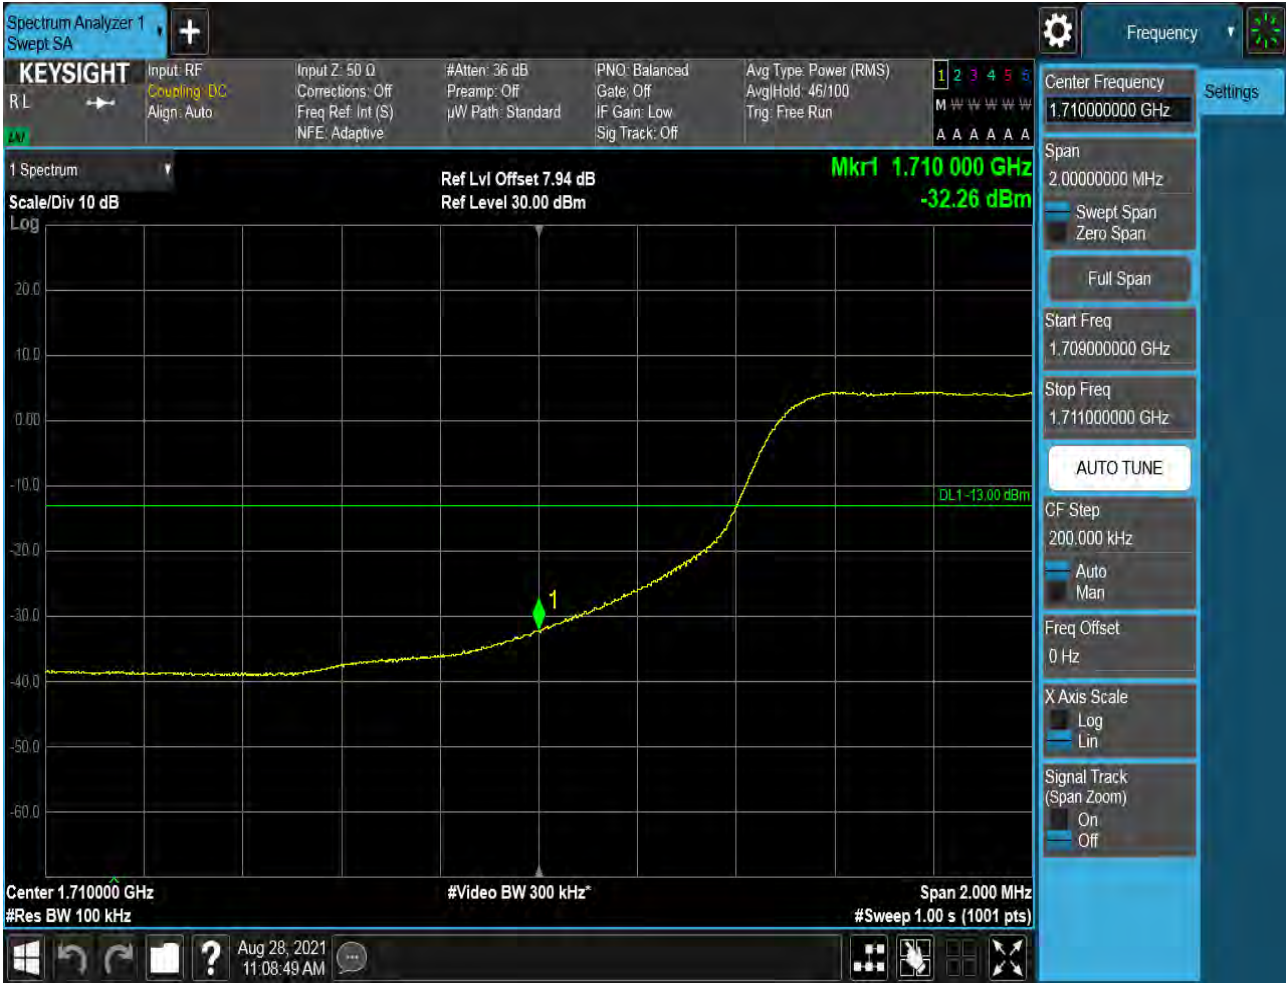 Spectrum Analyzer 1
Swept SA
Frequency
KEYSIGHT
R L
Input: RF
Coupling: DC
Align: Auto
Input Z: 50 Ω
Corrections: Off
Freq Ref: Int (S)
NFE: Adaptive
#Atten: 36 dB
Preamp: Off
µW Path: Standard
PNO: Balanced
Gate: Off
IF Gain: Low
Sig Track: Off
Avg Type: Power (RMS)
Avg|Hold: 46/100
Trig: Free Run
1 2 3 4 5 6
M W W W W W
A A A A A A
1 Spectrum
Scale/Div 10 dB
Log
Ref Lvl Offset 7.94 dB
Ref Level 30.00 dBm
Mkr1 1.710 000 GHz
-32.26 dBm
20.0
10.0
0.00
-10.0
-20.0
-30.0
-40.0
-50.0
-60.0
DL1 -13.00 dBm
1
Center 1.710000 GHz
#Res BW 100 kHz
#Video BW 300 kHz*
Span 2.000 MHz
#Sweep 1.00 s (1001 pts)
?
Aug 28, 2021
11:08:49 AM
Center Frequency
1.710000000 GHz
Settings
Span
2.00000000 MHz
Swept Span
Zero Span
Full Span
Start Freq
1.709000000 GHz
Stop Freq
1.711000000 GHz
AUTO TUNE
CF Step
200.000 kHz
Auto
Man
Freq Offset
0 Hz
X Axis Scale
Log
Lin
Signal Track
(Span Zoom)
On
Off